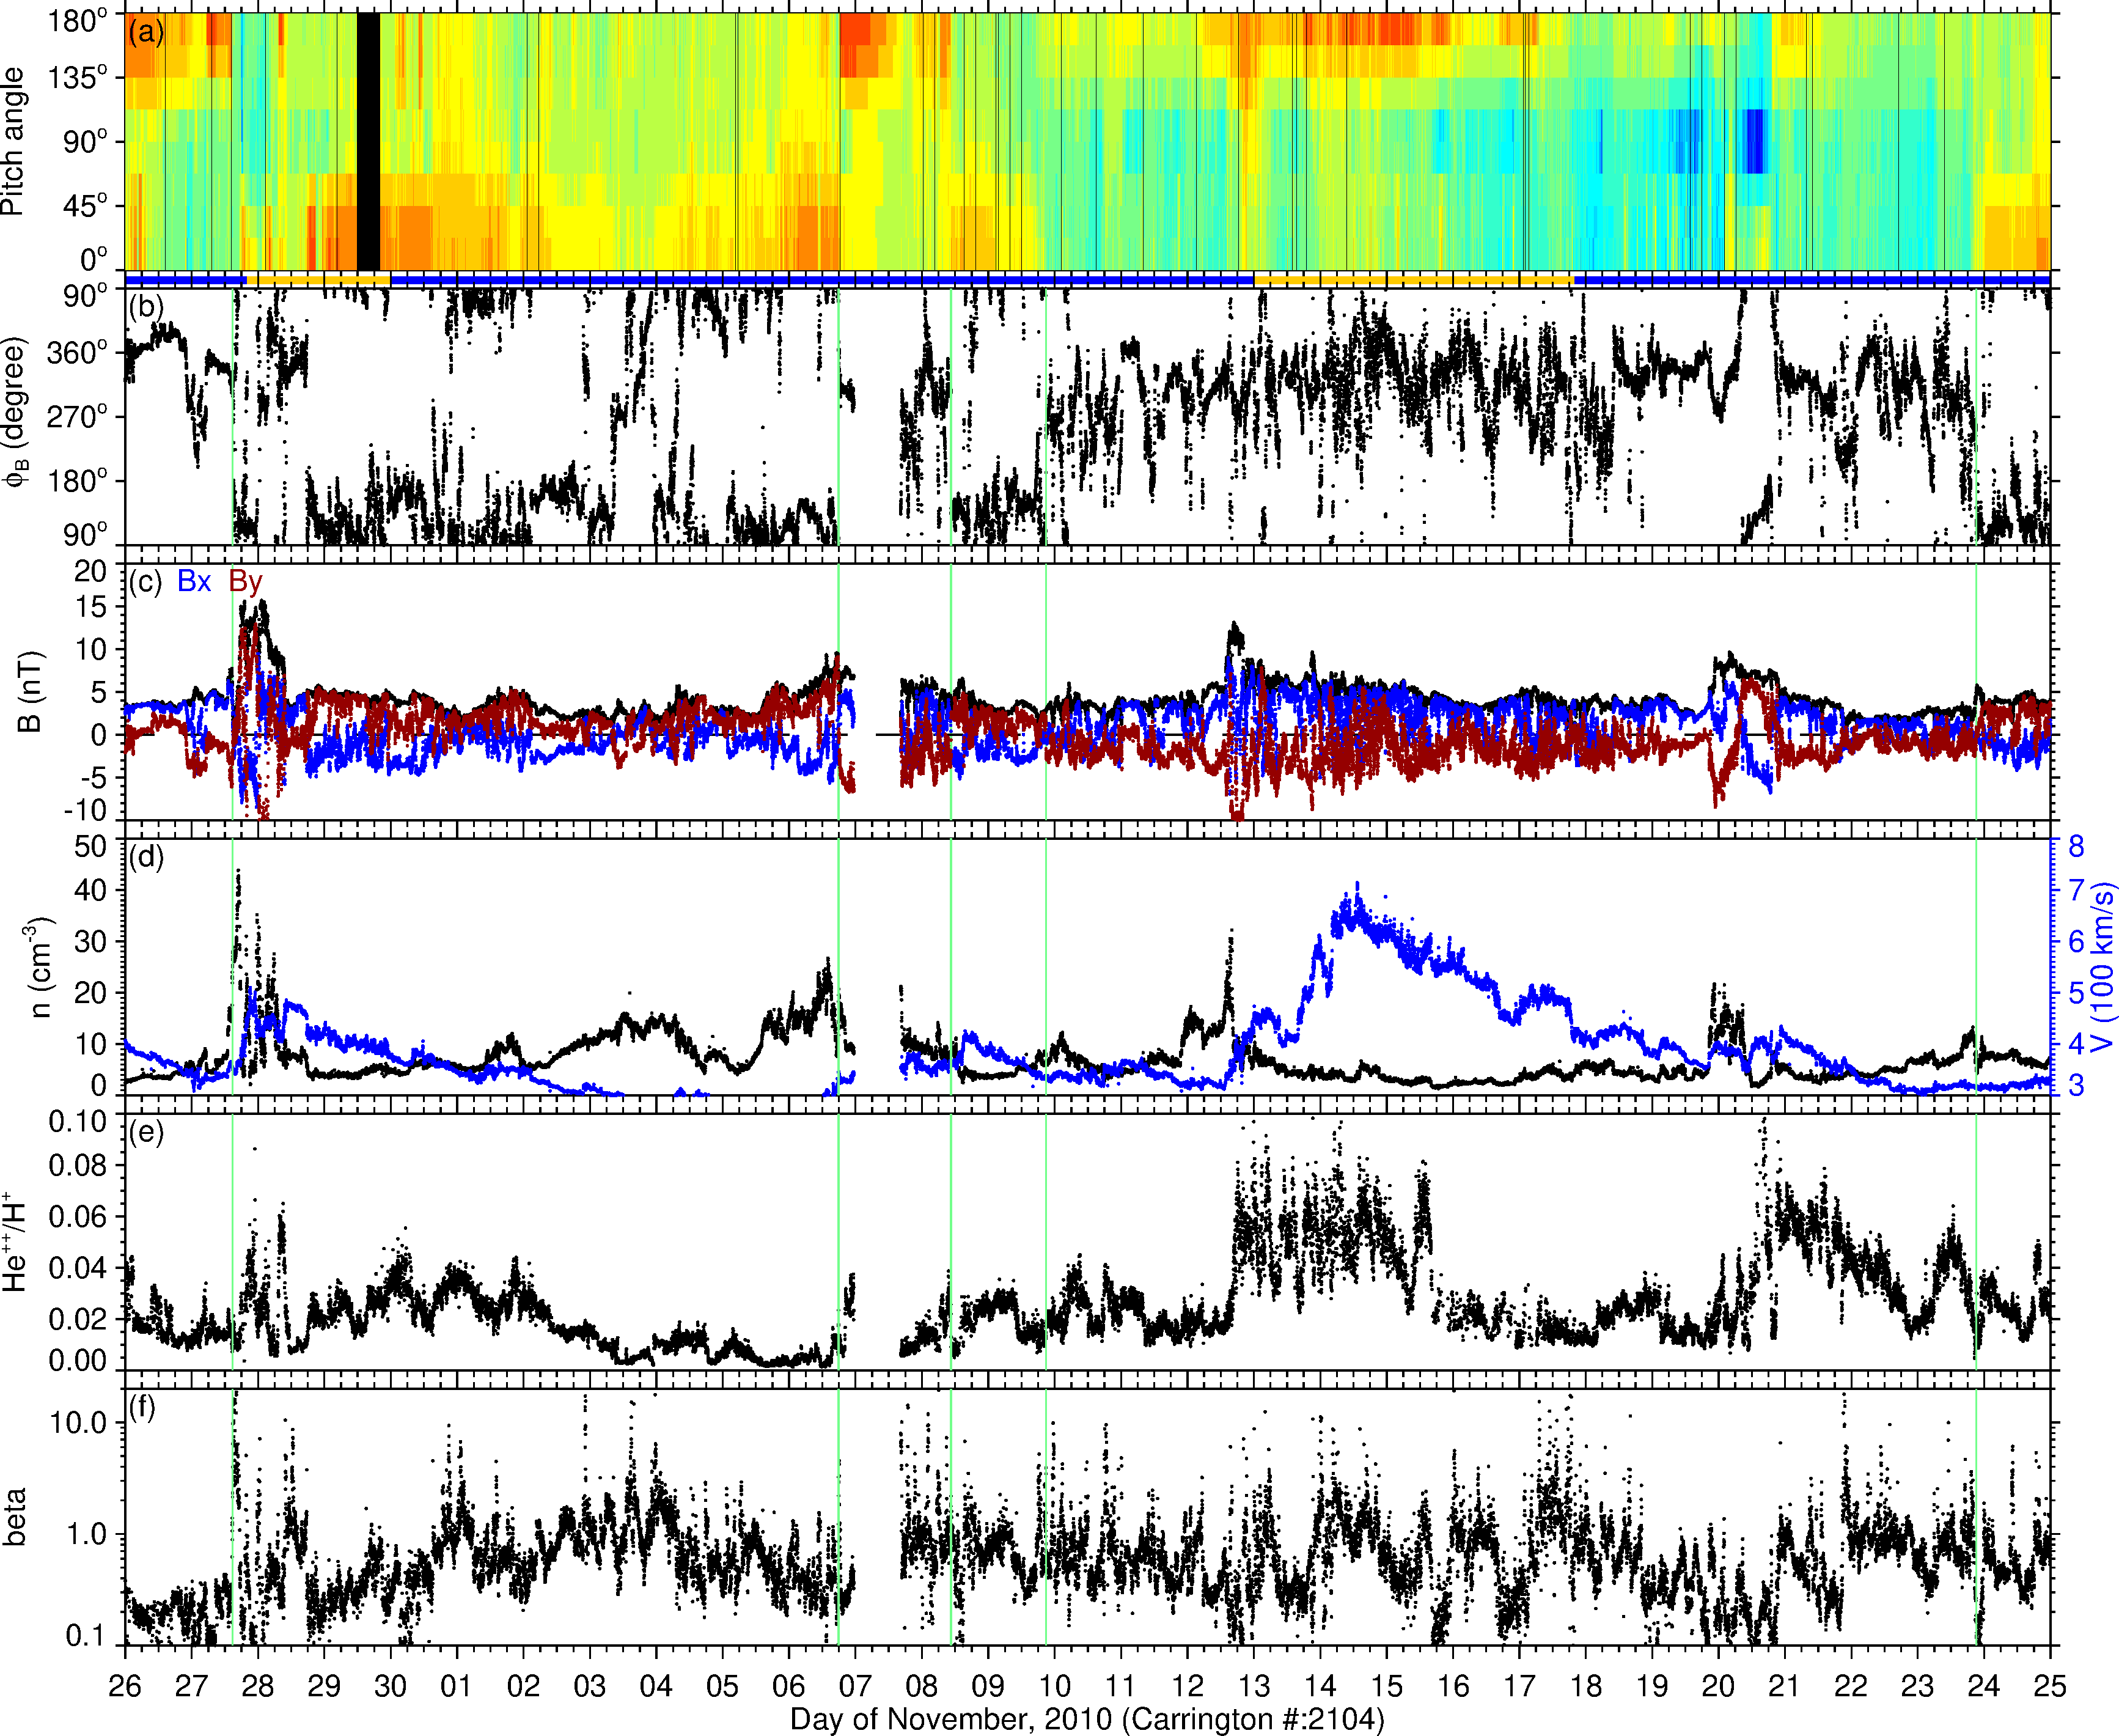 (a)
180°
135°
90°
45°
0°
Pitch angle
(b)
90°
360°
270°
180°
90°
ϕB (degree)
(c) Bx By
20
15
10
5
0
-5
-10
B (nT)
(d)
50
40
30
20
10
0
n (cm-3)
8
7
6
5
4
3
V (100 km/s)
(e)
0.10
0.08
0.06
0.04
0.02
0.00
He++/H+
(f)
10.0
1.0
0.1
beta
26 27 28 29 30 01 02 03 04 05 06 07 08 09 10 11 12 13 14 15 16 17 18 19 20 21 22 23 24 25
Day of November, 2010 (Carrington #:2104)